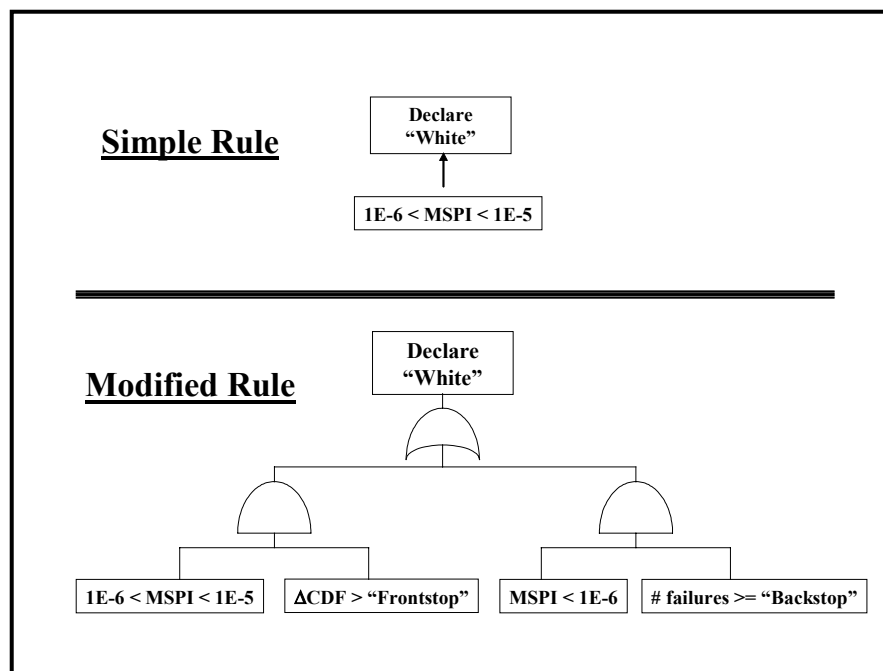 Simple Rule
Declare
“White”
1E-6 < MSPI < 1E-5
Modified Rule
Declare
“White”
1E-6 < MSPI < 1E-5
ΔCDF > “Frontstop”
MSPI < 1E-6
# failures >= “Backstop”